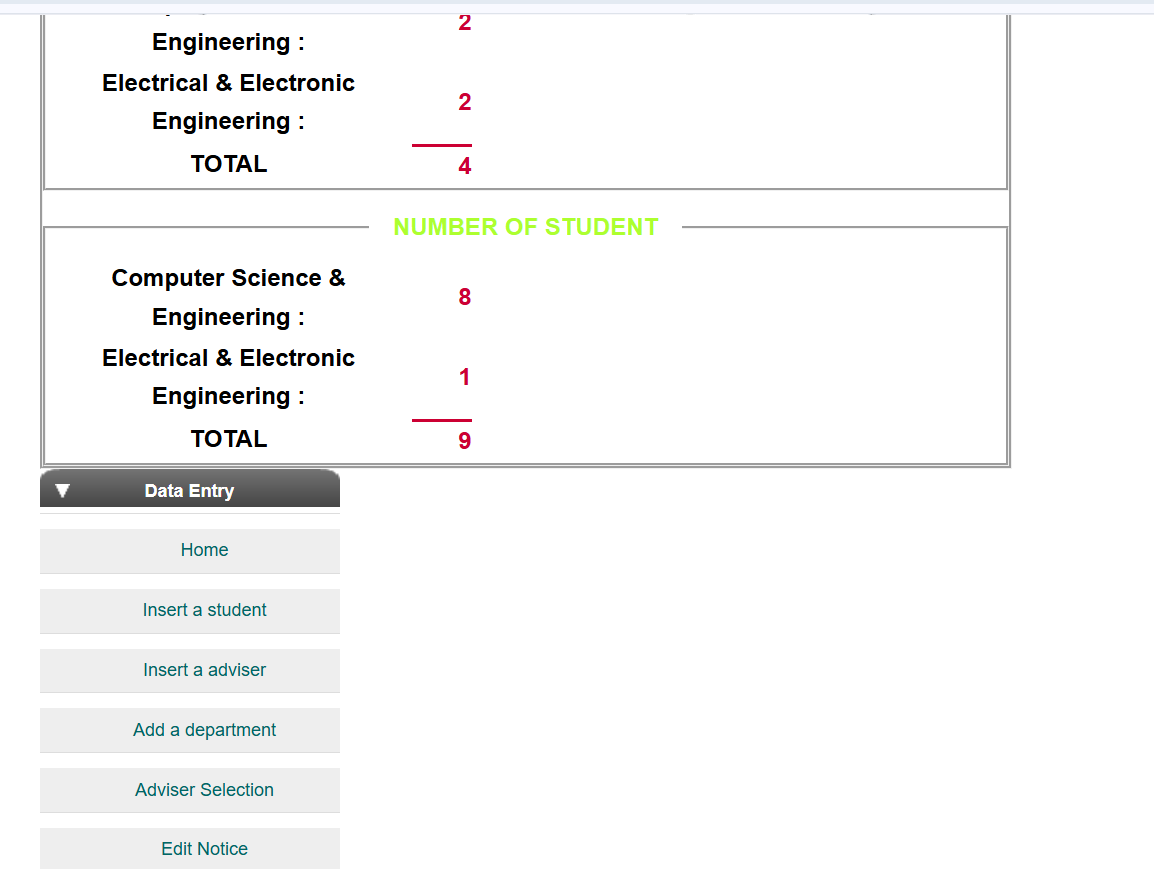 2
Engineering :
Electrical & Electronic
2
Engineering :
TOTAL
4
NUMBER OF STUDENT
Computer Science &
8
Engineering :
Electrical & Electronic
1
Engineering :
TOTAL
9
Data Entry
Home
Insert a student
Insert a adviser
Add a department
Adviser Selection
Edit Notice